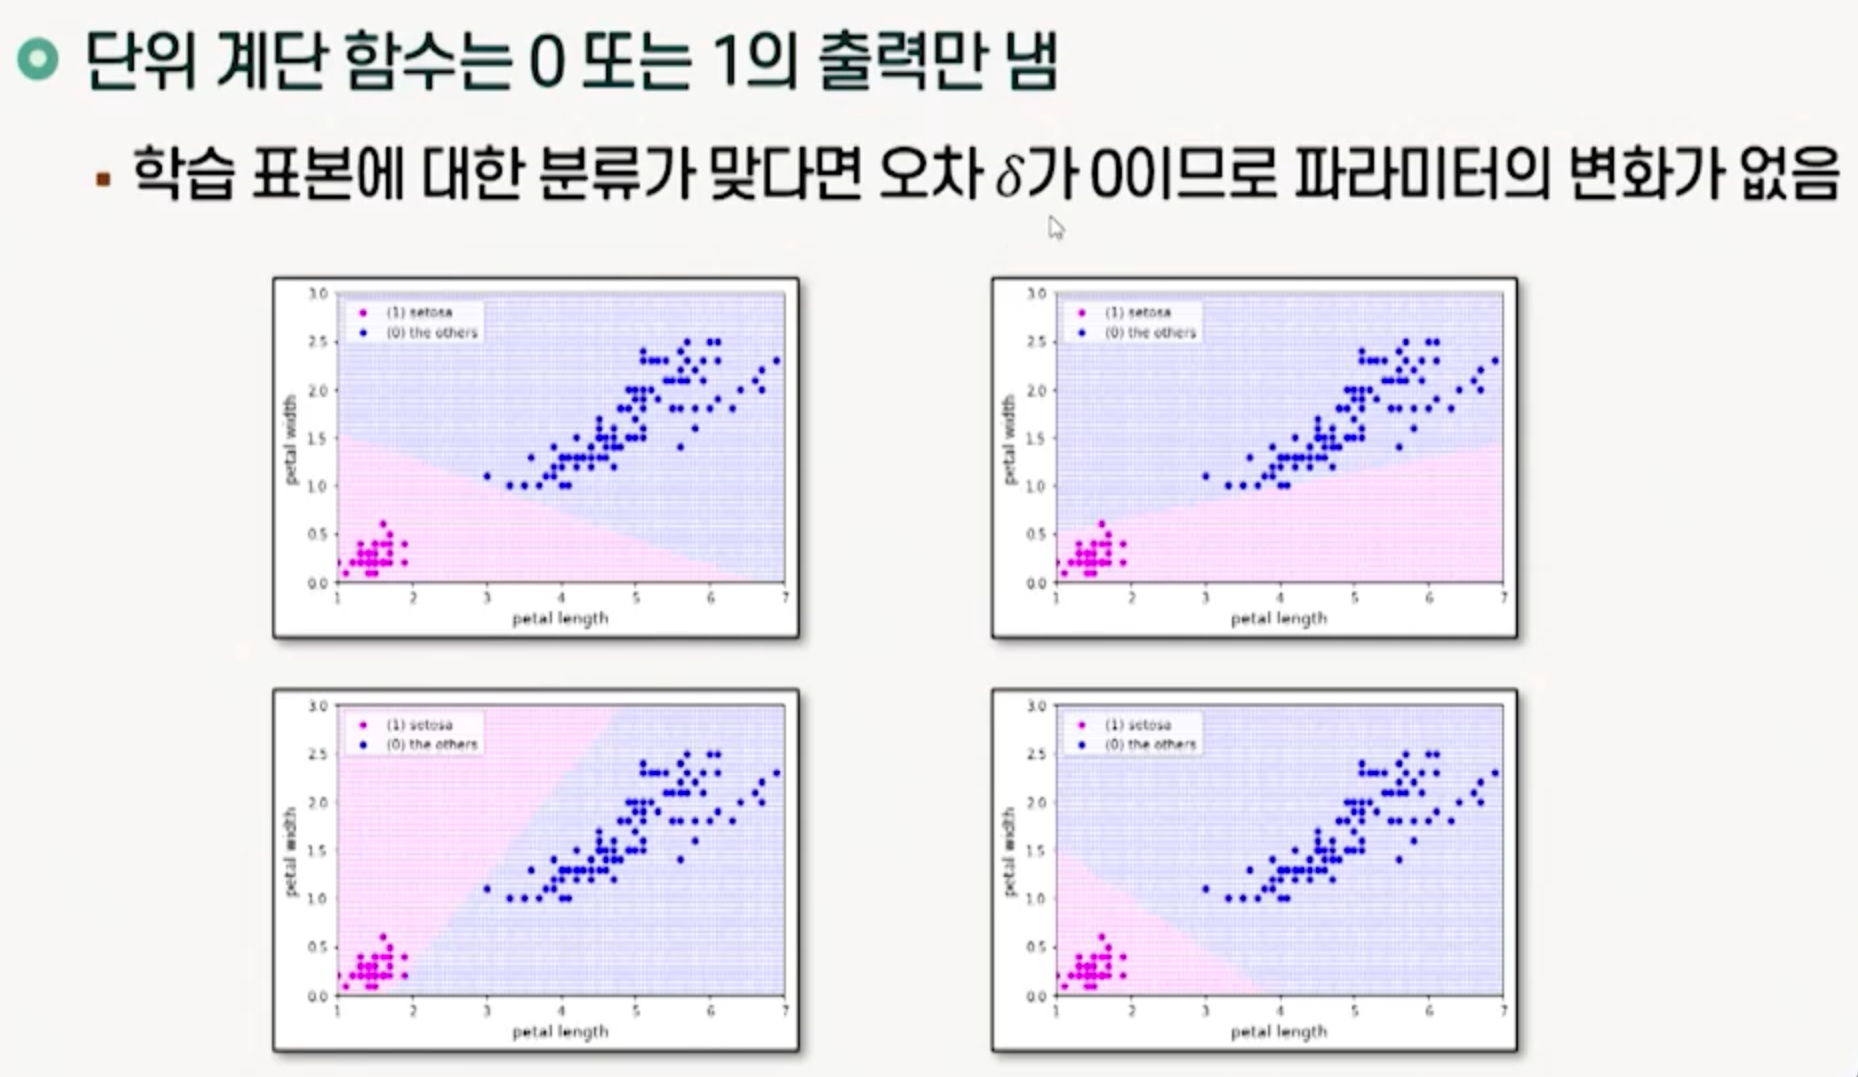 단위 계단 함수는 0 또는 1의 출력만 냄
학습 표본에 대한 분류가 맞다면 오차 δ가 0이므로 파라미터의 변화가 없음
3.0
2.5
2.0
1.5
1.0
0.5
0.0
petal width
(1) setosa
(0) the others
1 2 3 4 5 6 7
petal length
3.0
2.5
2.0
1.5
1.0
0.5
0.0
petal width
(1) setosa
(0) the others
1 2 3 4 5 6 7
petal length
3.0
2.5
2.0
1.5
1.0
0.5
0.0
petal width
(1) setosa
(0) the others
1 2 3 4 5 6 7
petal length
3.0
2.5
2.0
1.5
1.0
0.5
0.0
petal width
(1) setosa
(0) the others
1 2 3 4 5 6 7
petal length